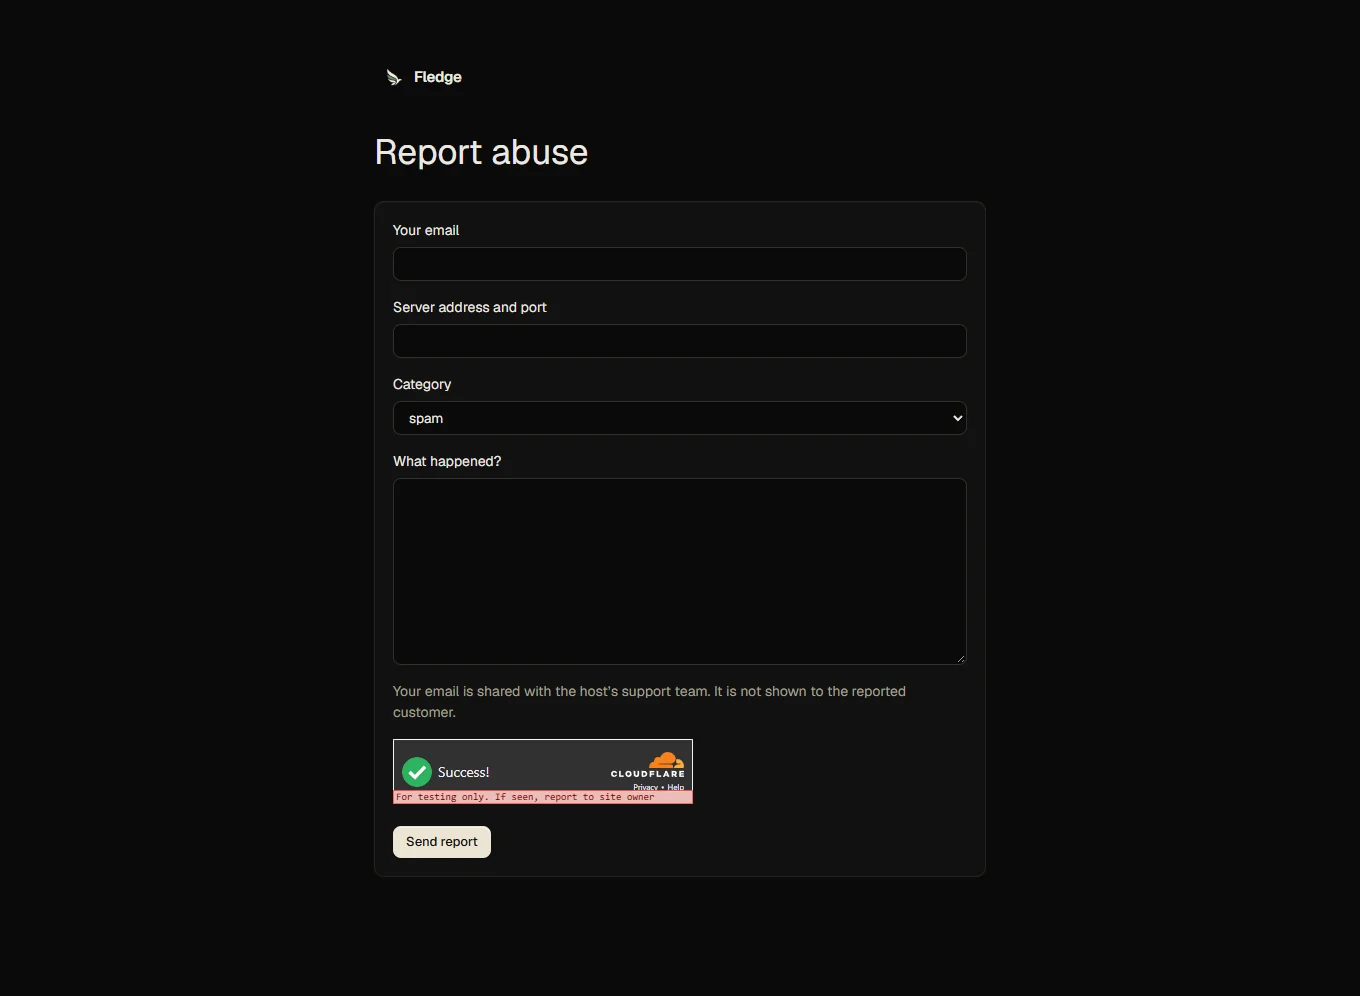 Fledge
Report abuse
Your email
Server address and port
Category
spam
What happened?
Your email is shared with the host's support team. It is not shown to the reported
customer.
Success!
CLOUDFLARE
Privacy • Help
For testing only. If seen, report to site owner
Send report